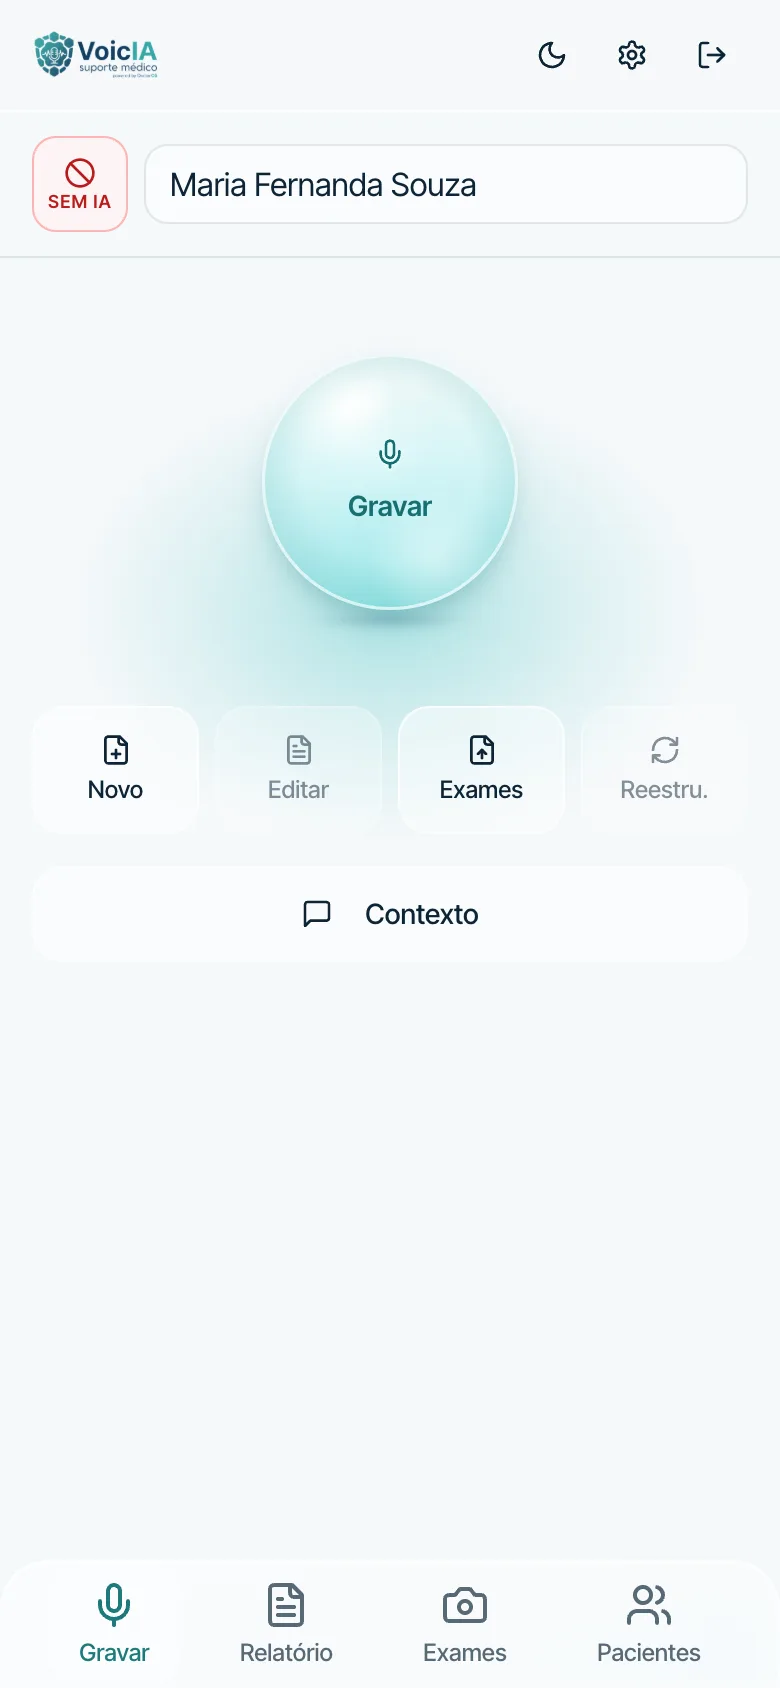 VoicIA
suporte médico
SEM IA
Maria Fernanda Souza
Gravar
Novo
Editar
Exames
Reestru.
Contexto
Gravar
Relatório
Exames
Pacientes